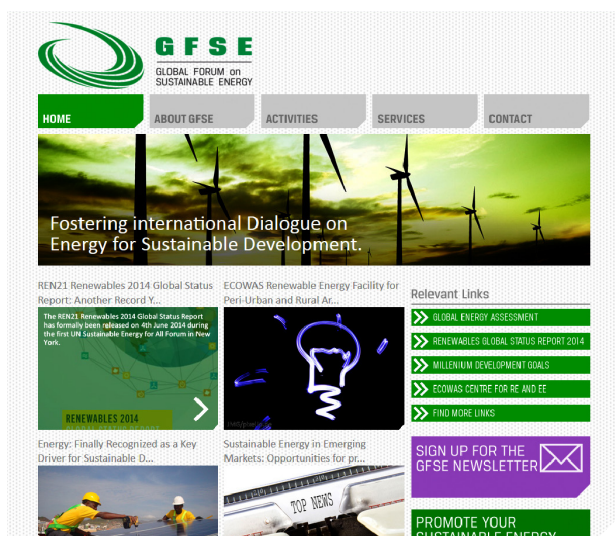 GFSE
GLOBAL FORUM on
SUSTAINABLE ENERGY
HOME
ABOUT GFSE
ACTIVITIES
SERVICES
CONTACT
Fostering international Dialogue on
Energy for Sustainable Development.
REN21 Renewables 2014 Global Status
Report: Another Record Y...
The REN21 Renewables 2014 Global Status Report
has formally been released on 4th June 2014 during
the first UN Sustainable Energy for All Forum in New
York.
RENEWABLES 2014
GLOBAL STATUS REPORT
ECOWAS Renewable Energy Facility for
Peri-Urban and Rural Ar...
Energy: Finally Recognized as a Key
Driver for Sustainable D...
Sustainable Energy in Emerging
Markets: Opportunities for pr...
TOP NEWS
Relevant Links
GLOBAL ENERGY ASSESSMENT
RENEWABLES GLOBAL STATUS REPORT 2014
MILLENIUM DEVELOPMENT GOALS
ECOWAS CENTRE FOR RE AND EE
FIND MORE LINKS
SIGN UP FOR THE
GFSE NEWSLETTER
PROMOTE YOUR
SUSTAINABLE ENERGY